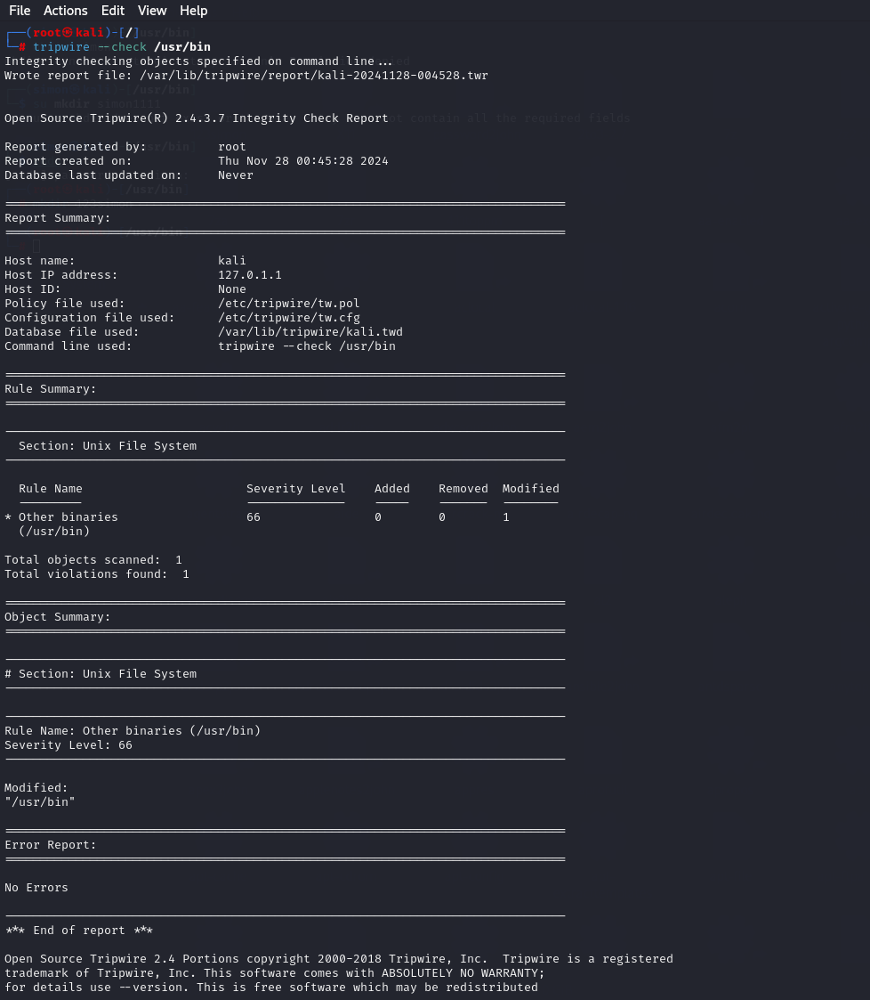 File Actions Edit View Help
┌──(root㉿kali)-[/]
└─# tripwire --check /usr/bin
Integrity checking objects specified on command line...
Wrote report file: /var/lib/tripwire/report/kali-20241128-004528.twr
Open Source Tripwire(R) 2.4.3.7 Integrity Check Report
Report generated by: root
Report created on: Thu Nov 28 00:45:28 2024
Database last updated on: Never
Report Summary:
Host name: kali
Host IP address: 127.0.1.1
Host ID: None
Policy file used: /etc/tripwire/tw.pol
Configuration file used: /etc/tripwire/tw.cfg
Database file used: /var/lib/tripwire/kali.twd
Command line used: tripwire --check /usr/bin
Rule Summary:
Section: Unix File System
Rule Name Severity Level Added Removed Modified
* Other binaries 66 0 0 1
(/usr/bin)
Total objects scanned: 1
Total violations found: 1
Object Summary:
# Section: Unix File System
Rule Name: Other binaries (/usr/bin)
Severity Level: 66
Modified:
"/usr/bin"
Error Report:
No Errors
*** End of report ***
Open Source Tripwire 2.4 Portions copyright 2000-2018 Tripwire, Inc. Tripwire is a registered
trademark of Tripwire, Inc. This software comes with ABSOLUTELY NO WARRANTY;
for details use --version. This is free software which may be redistributed